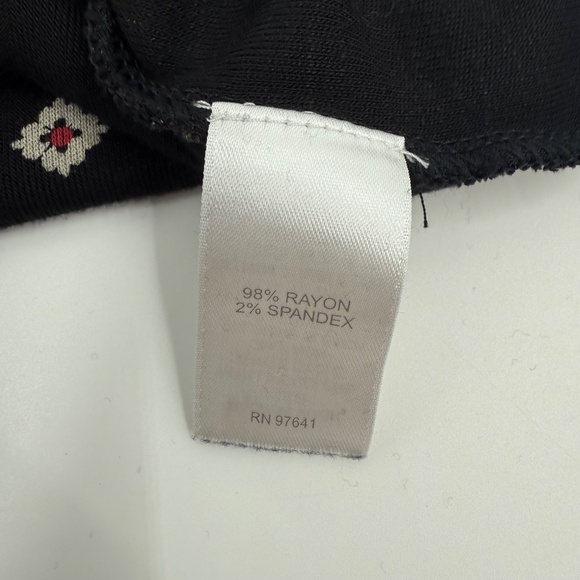 98% RAYON
2% SPANDEX
RN 97641